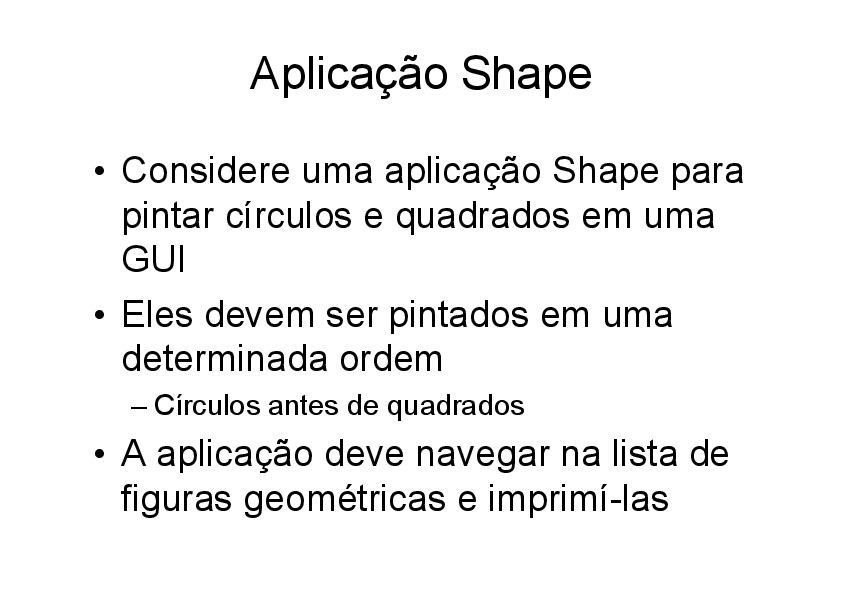 Aplicação Shape
• Considere uma aplicação Shape para
pintar círculos e quadrados em uma
GUI
• Eles devem ser pintados em uma
determinada ordem
– Círculos antes de quadrados
• A aplicação deve navegar na lista de
figuras geométricas e imprimí-las